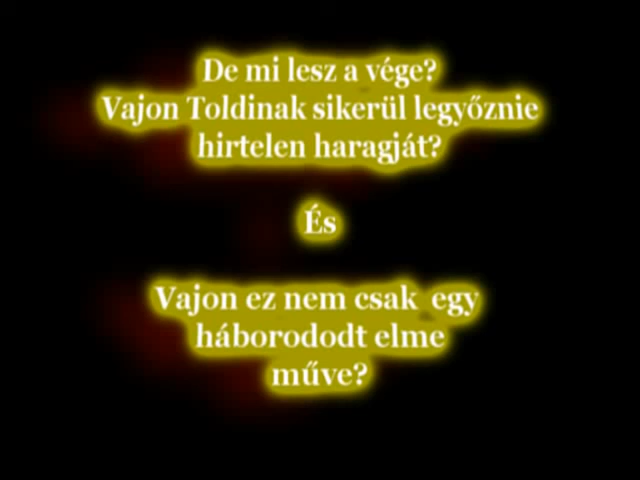 De mi lesz a vége?
Vajon Toldinak sikerül legyőznie
hirtelen haragját?
És
Vajon ez nem csak egy
háborododt elme
műve?